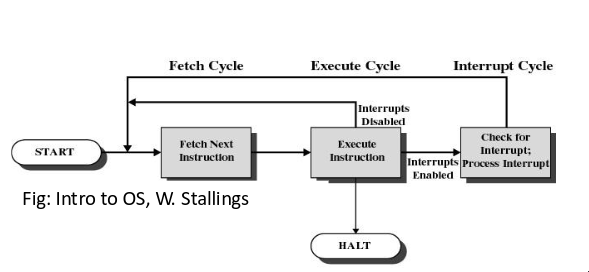 Fetch Cycle
Execute Cycle
Interrupt Cycle
Interrupts
Disabled
START
Fetch Next
Instruction
Execute
Instruction
Interrupts
Enabled
Check for
Interrupt;
Process Interrupt
Fig: Intro to OS, W. Stallings
HALT